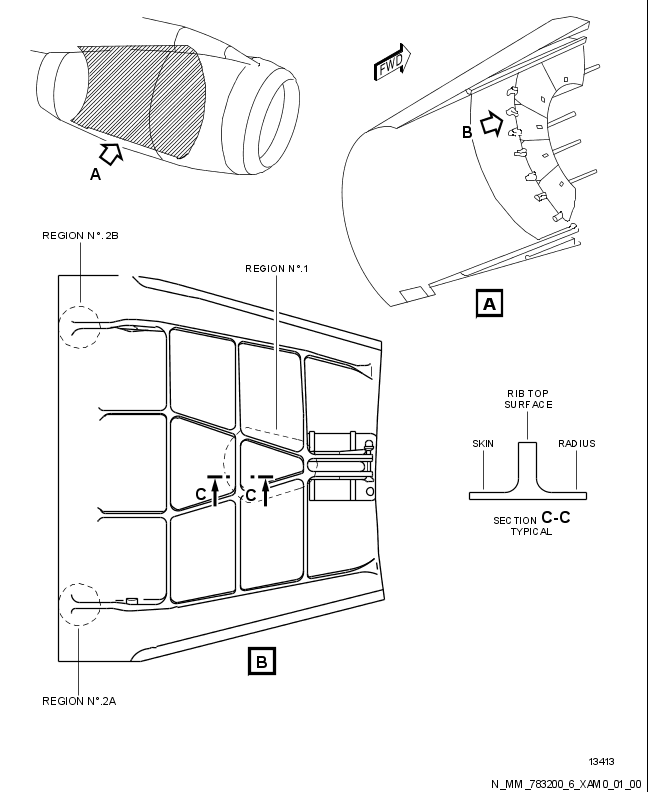 FWD
A
B
A
REGION N°.2B
REGION N°.1
C
C
RIB TOP
SURFACE
SKIN
RADIUS
SECTION C-C
TYPICAL
B
REGION N°.2A
13413
N_MM_783200_6_XAM0_01_00